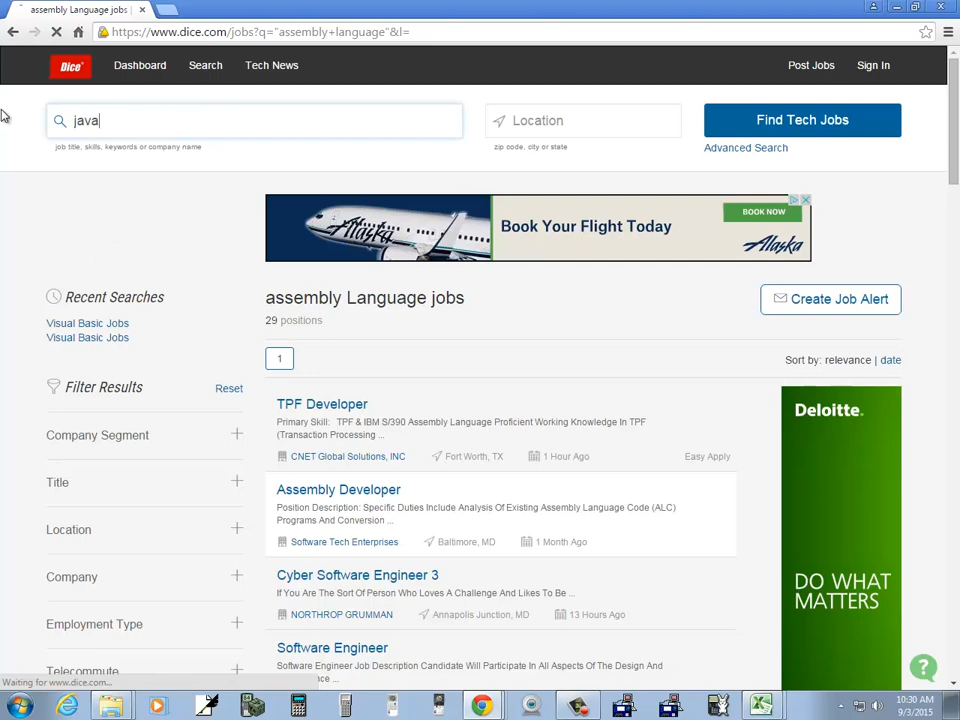 assembly Language jobs |
https://www.dice.com/jobs?q="assembly+language"&l=
Dice
Dashboard
Search
Tech News
Post Jobs
Sign In
java
Location
Find Tech Jobs
job title, skills, keywords or company name
zip code, city or state
Advanced Search
Alaska
Book Your Flight Today
BOOK NOW
Alaska
Recent Searches
Visual Basic Jobs
Visual Basic Jobs
assembly Language jobs
29 positions
Create Job Alert
1
Sort by: relevance | date
Filter Results
Reset
Company Segment
Title
Location
Company
Employment Type
Telecommute
TPF Developer
Primary Skill: TPF & IBM S/390 Assembly Language Proficient Working Knowledge In TPF
(Transaction Processing ...
CNET Global Solutions, INC
Fort Worth, TX
1 Hour Ago
Easy Apply
Assembly Developer
Position Description: Specific Duties Include Analysis Of Existing Assembly Language Code (ALC)
Programs And Conversion ...
Software Tech Enterprises
Baltimore, MD
1 Month Ago
Cyber Software Engineer 3
If You Are The Sort Of Person Who Loves A Challenge And Likes To Be ...
NORTHROP GRUMMAN
Annapolis Junction, MD
13 Hours Ago
Software Engineer
Software Engineer Job Description Candidate Will Participate In All Aspects Of The Design And
...
Deloitte.
DO WHAT
MATTERS
?
Waiting for www.dice.com...
10:30 AM
9/3/2015